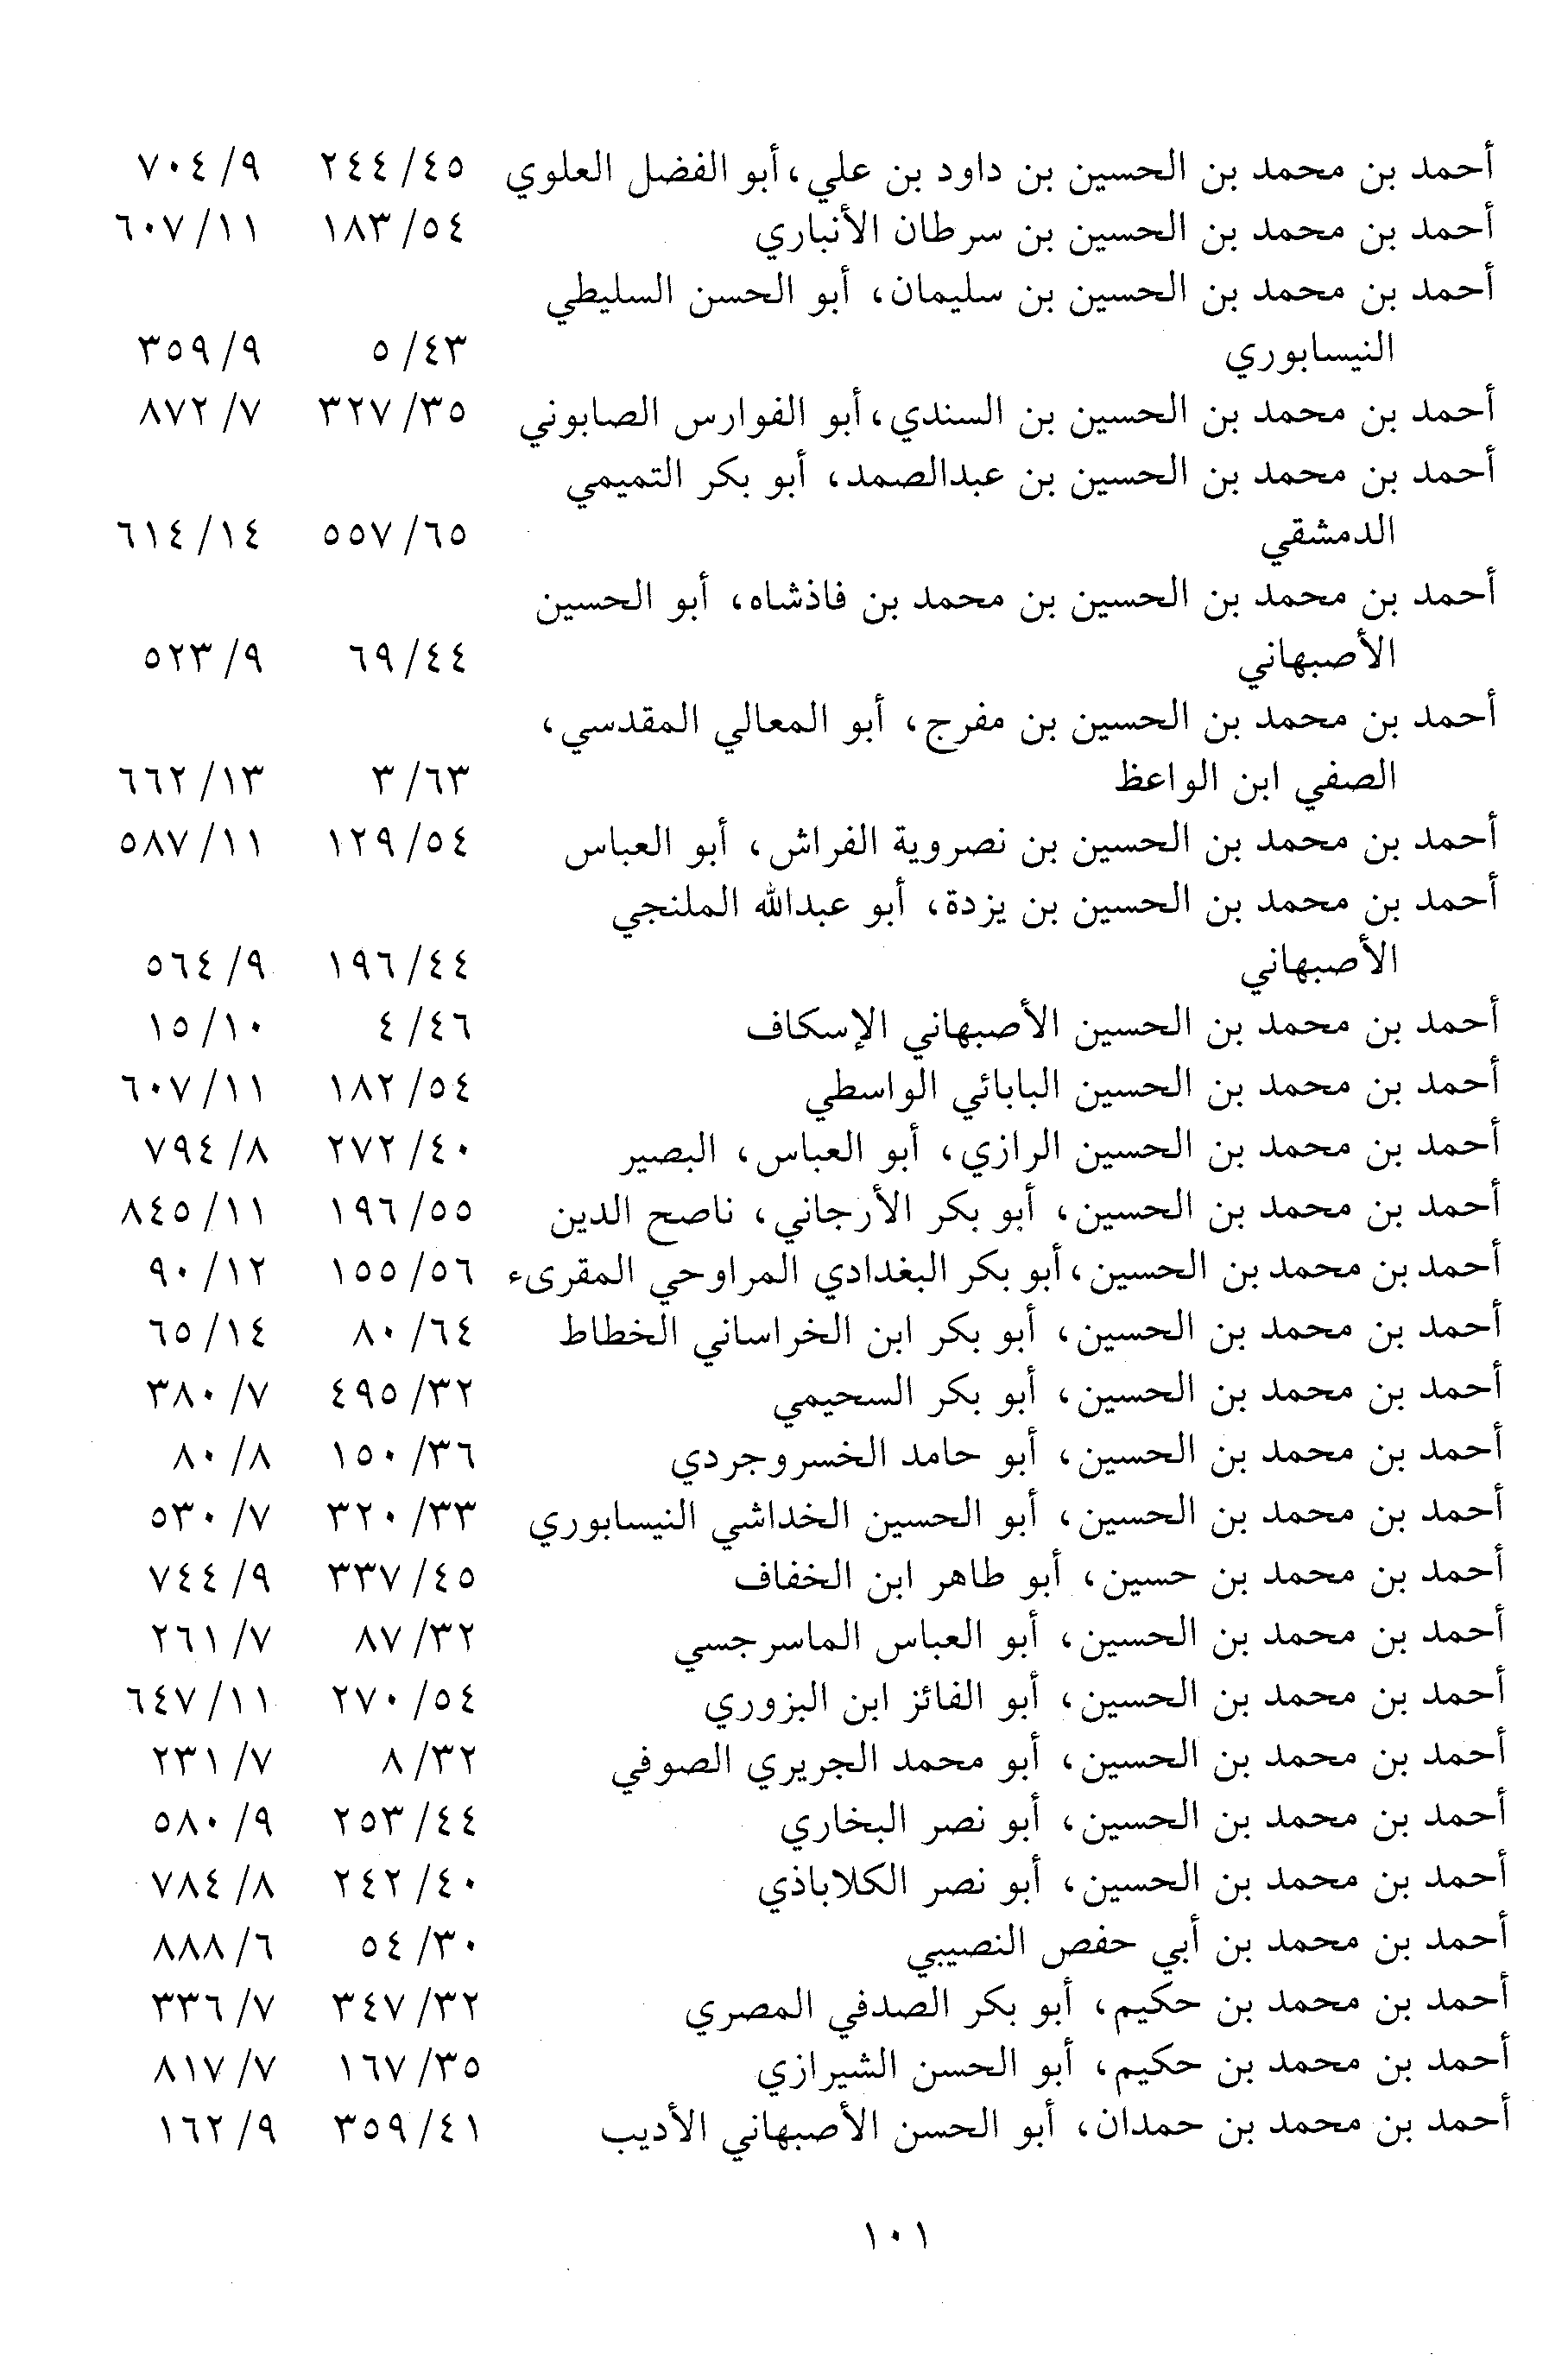 أحمد بن محمد بن الحسين بن داود بن علي، أبو الفضل العلوي ٤٥/ ٢٤٤ ٩/ ٧٠٤
أحمد بن محمد بن الحسين بن سرطان الأنباري ٥٤/ ١٨٣ ١١/ ٦٠٧
أحمد بن محمد بن الحسين بن سليمان، أبو الحسن السليطي
النيسابوري ٤٣/ ٥ ٩/ ٣٥٩
أحمد بن محمد بن الحسين بن السندي، أبو الفوارس الصابوني ٣٥/ ٣٢٧ ٧/ ٨٧٢
أحمد بن محمد بن الحسين بن عبدالصمد، أبو بكر التميمي
الدمشقي ٦٥/ ٥٥٧ ١٤/ ٦١٤
أحمد بن محمد بن الحسين بن محمد بن فاذشاه، أبو الحسين
الأصبهاني ٤٤/ ٦٩ ٩/ ٥٢٣
أحمد بن محمد بن الحسين بن مفرج، أبو المعالي المقدسي،
الصفي ابن الواعظ ٦٣/ ٣ ١٣/ ٦٦٢
أحمد بن محمد بن الحسين بن نصروية الفراش، أبو العباس ٥٤/ ١٢٩ ١١/ ٥٨٧
أحمد بن محمد بن الحسين بن يزدة، أبو عبدالله الملنجي
الأصبهاني ٤٤/ ١٩٦ ٩/ ٥٦٤
أحمد بن محمد بن الحسين الأصبهاني الإسكاف ٤٦/ ٤ ١٠/ ١٥
أحمد بن محمد بن الحسين البابائي الواسطي ٥٤/ ١٨٢ ١١/ ٦٠٧
أحمد بن محمد بن الحسين الرازي، أبو العباس، البصير ٤٠/ ٢٧٢ ٨/ ٧٩٤
أحمد بن محمد بن الحسين، أبو بكر الأرجاني، ناصح الدين ٥٥/ ١٩٦ ١١/ ٨٤٥
أحمد بن محمد بن الحسين، أبو بكر البغدادي المراوحي المقرىء ٥٦/ ١٥٥ ١٢/ ٩٠
أحمد بن محمد بن الحسين، أبو بكر ابن الخراساني الخطاط ٦٤/ ٨٠ ١٤/ ٦٥
أحمد بن محمد بن الحسين، أبو بكر السحيمي ٣٢/ ٤٩٥ ٧/ ٣٨٠
أحمد بن محمد بن الحسين، أبو حامد الخسروجردي ٣٦/ ١٥٠ ٨/ ٨٠
أحمد بن محمد بن الحسين، أبو الحسين الخداشي النيسابوري ٣٣/ ٣٢٠ ٧/ ٥٣٠
أحمد بن محمد بن حسين، أبو طاهر ابن الخفاف ٤٥/ ٣٣٧ ٩/ ٧٤٤
أحمد بن محمد بن الحسين، أبو العباس الماسرجسي ٣٢/ ٨٧ ٧/ ٢٦١
أحمد بن محمد بن الحسين، أبو الفائز ابن البزوري ٥٤/ ٢٧٠ ١١/ ٦٤٧
أحمد بن محمد بن الحسين، أبو محمد الجريري الصوفي ٣٢/ ٨ ٧/ ٢٣١
أحمد بن محمد بن الحسين، أبو نصر البخاري ٤٤/ ٢٥٣ ٩/ ٥٨٠
أحمد بن محمد بن الحسين، أبو نصر الكلاباذي ٤٠/ ٢٤٢ ٨/ ٧٨٤
أحمد بن محمد بن أبي حفص النصيبي ٣٠/ ٥٤ ٦/ ٨٨٨
أحمد بن محمد بن حكيم، أبو بكر الصدفي المصري ٣٢/ ٣٤٧ ٧/ ٣٣٦
أحمد بن محمد بن حكيم، أبو الحسن الشيرازي ٣٥/ ١٦٧ ٧/ ٨١٧
أحمد بن محمد بن حمدان، أبو الحسن الأصبهاني الأديب ٤١/ ٣٥٩ ٩/ ١٦٢
١٠١